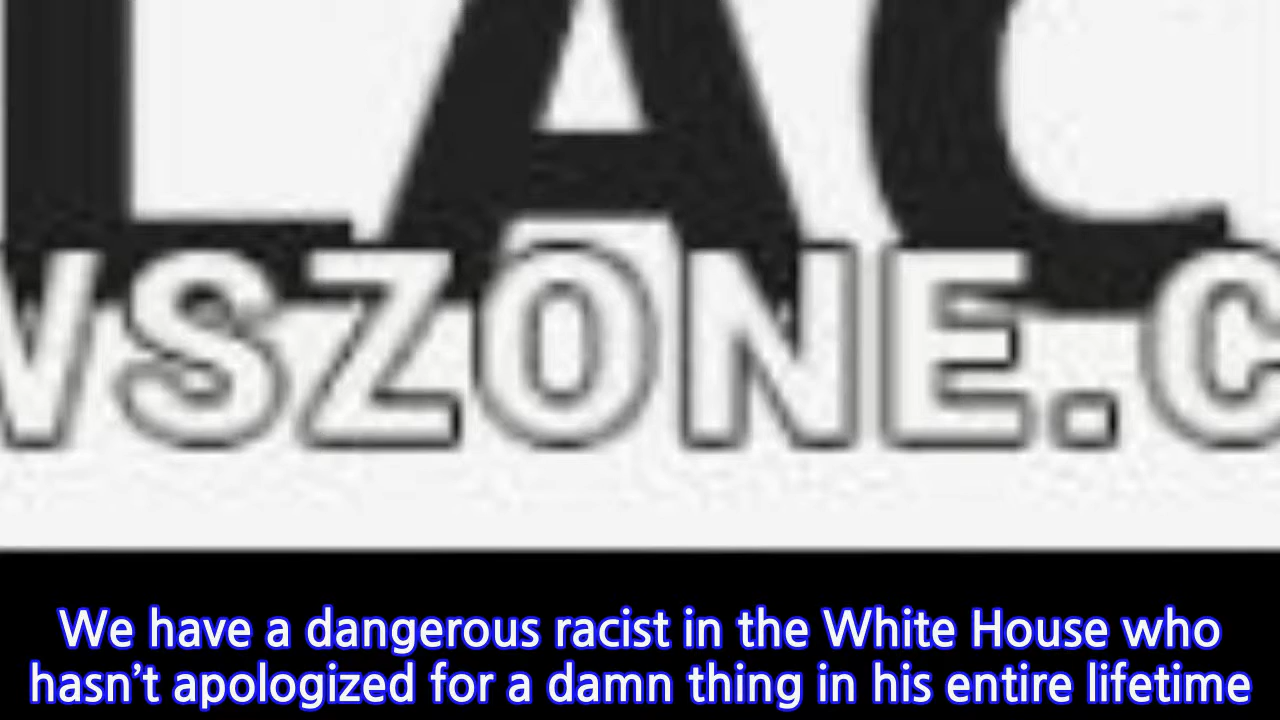 LAC
WSZONE.C
We have a dangerous racist in the White House who
hasn’t apologized for a damn thing in his entire lifetime